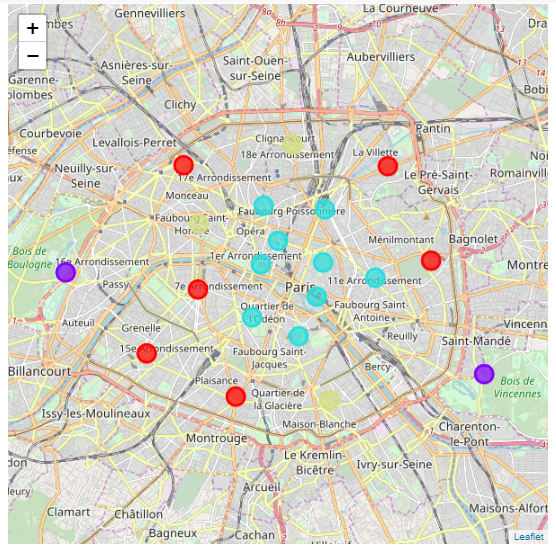 Gennevilliers
La Courneuve
+
−
Asnières-sur-
Seine
Saint-Ouen-
sur-Seine
Aubervilliers
Clichy
Courbevoie
Levallois-Perret
Pantin
Clignancourt
18e Arrondissement
La Villette
Neuilly-sur-
Seine
17e Arrondissement
Le Pré-Saint-
Gervais
Romainville
Monceau
Faubourg Saint-
Honoré
Faubourg Poissonnière
Opéra
Ménilmontant
Bagnolet
Bois de
Boulogne
16e Arrondissement
1er Arrondissement
Passy
7e Arrondissement
Paris
11e Arrondissement
Quartier de
l'Odéon
Faubourg Saint-
Antoine
Auteuil
Grenelle
Reuilly
Saint-Mandé
15e Arrondissement
Faubourg Saint-
Jacques
Bercy
Billancourt
Plaisance
Bois de
Vincennes
Quartier de
la Glacière
Issy-les-Moulineaux
Maison-Blanche
Montrouge
Charenton-
le-Pont
Le Kremlin-
Bicêtre
Ivry-sur-Seine
Arcueil
Clamart
Châtillon
Maisons-Alfort
Bagneux
Cachan
Leaflet